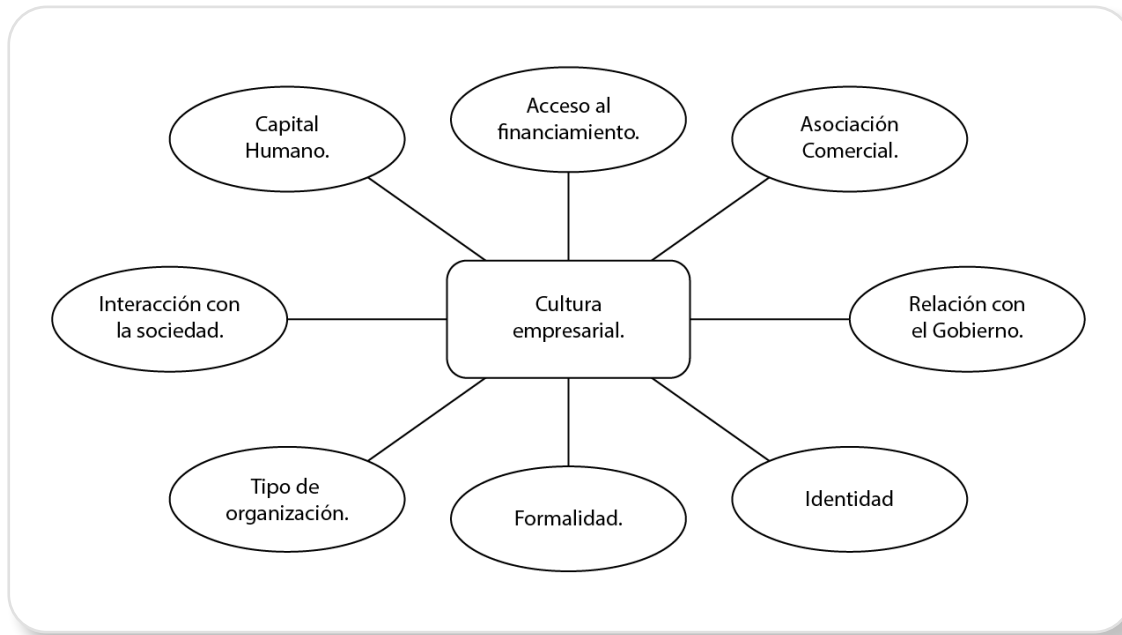 Acceso al
financiamiento.
Capital
Humano.
Asociación
Comercial.
Interacción con
la sociedad.
Cultura
empresarial.
Relación con
el Gobierno.
Tipo de
organización.
Formalidad.
Identidad